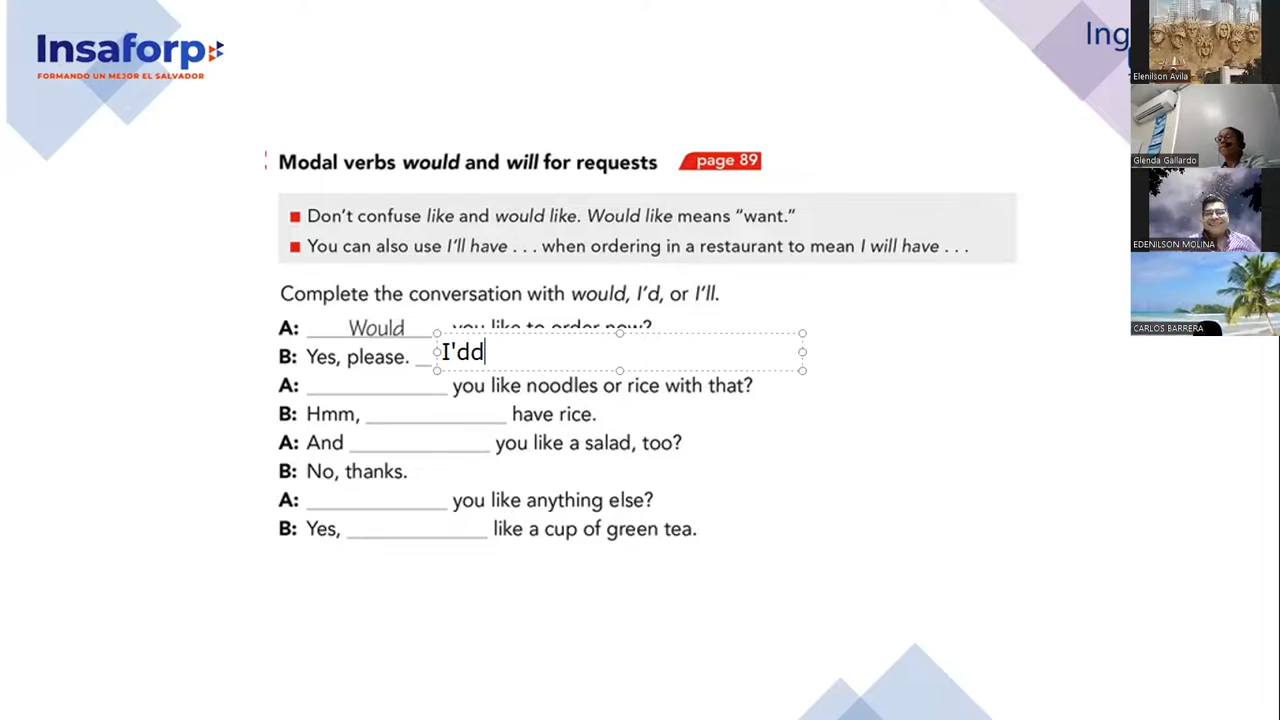 Insaforp
FORMANDO UN MEJOR EL SALVADOR
Ing
Elenilson Avila
Glenda Gallardo
EDENILSON MOLINA
CARLOS BARRERA
Modal verbs would and will for requests
page 89
Don't confuse like and would like. Would like means “want.”
You can also use I'll have . . . when ordering in a restaurant to mean I will have . . .
Complete the conversation with would, I'd, or I'll.
A: Would you like to order now?
B: Yes, please. I'dd
A: you like noodles or rice with that?
B: Hmm, have rice.
A: And you like a salad, too?
B: No, thanks.
A: you like anything else?
B: Yes, like a cup of green tea.